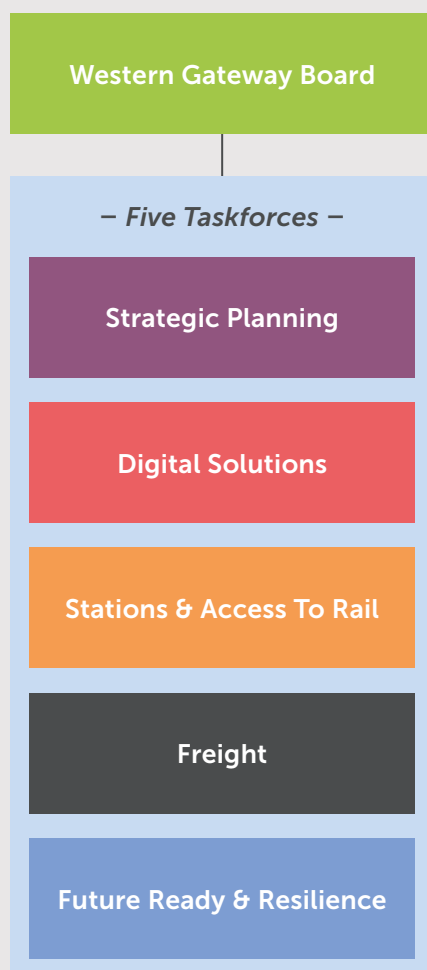 Western Gateway Board
– Five Taskforces –
Strategic Planning
Digital Solutions
Stations & Access To Rail
Freight
Future Ready & Resilience